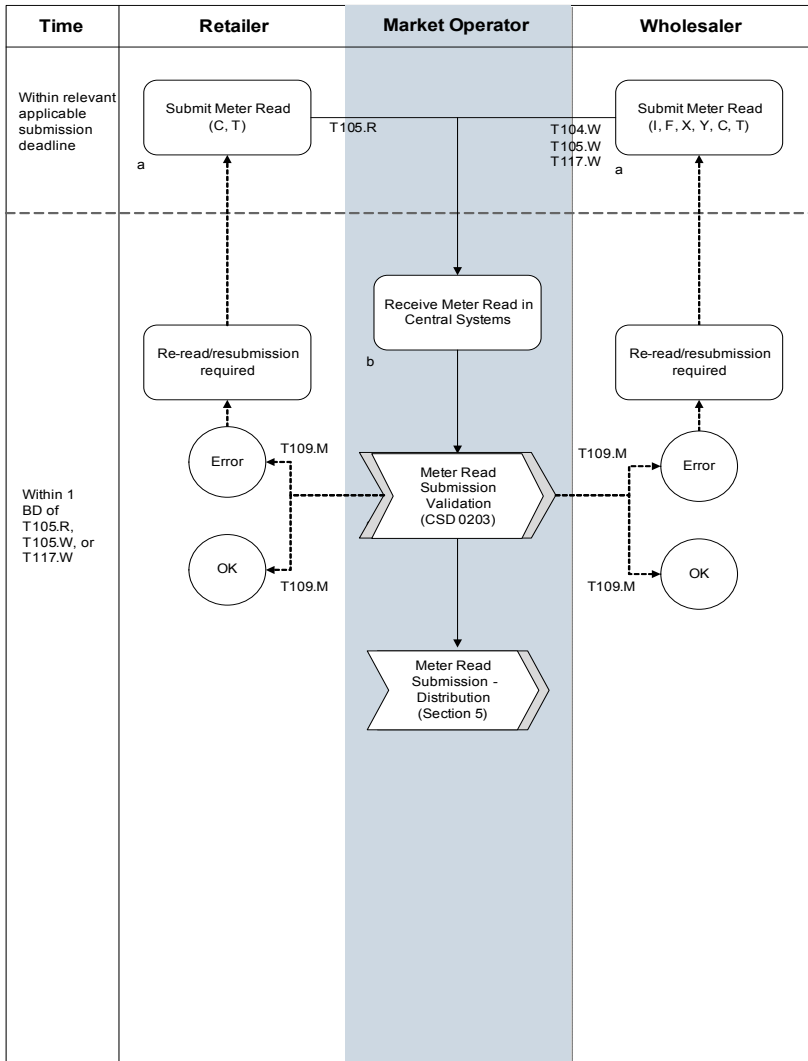 Time
Retailer
Market Operator
Wholesaler
Within relevant
applicable
submission
deadline
Submit Meter Read
(C, T)
a
T105.R
T104.W
T105.W
T117.W
Submit Meter Read
(I, F, X, Y, C, T)
a
Receive Meter Read in
Central Systems
b
Re-read/resubmission
required
Re-read/resubmission
required
Within 1
BD of
T105.R,
T105.W, or
T117.W
Error
T109.M
OK
T109.M
Meter Read
Submission
Validation
(CSD 0203)
T109.M
Error
T109.M
OK
Meter Read
Submission -
Distribution
(Section 5)